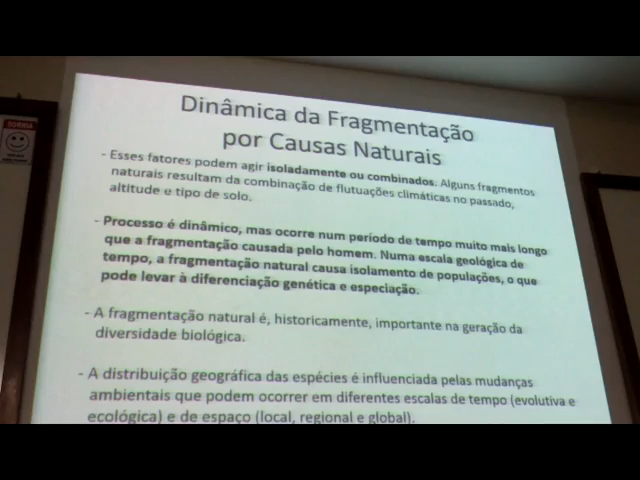 SORRIA
Dinâmica da Fragmentação
por Causas Naturais
- Esses fatores podem agir isoladamente ou combinados. Alguns fragmentos
naturais resultam da combinação de flutuações climáticas no passado,
altitude e tipo de solo.
- Processo é dinâmico, mas ocorre num período de tempo muito mais longo
que a fragmentação causada pelo homem. Numa escala geológica de
tempo, a fragmentação natural causa isolamento de populações, o que
pode levar à diferenciação genética e especiação.
- A fragmentação natural é, historicamente, importante na geração da
diversidade biológica.
- A distribuição geográfica das espécies é influenciada pelas mudanças
ambientais que podem ocorrer em diferentes escalas de tempo (evolutiva e
ecológica) e de espaço (local, regional e global).